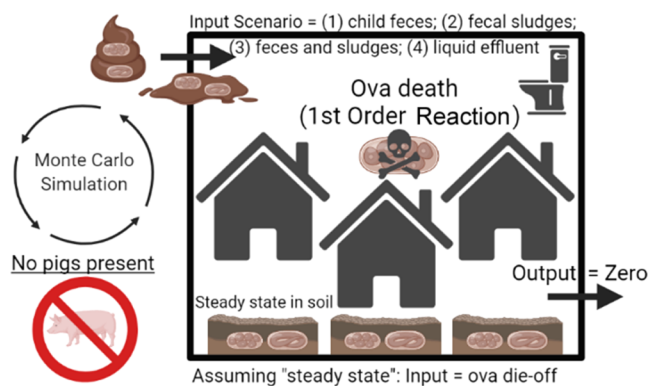 Input Scenario = (1) child feces; (2) fecal sludges;
(3) feces and sludges; (4) liquid effluent
Ova death
(1st Order Reaction)
Monte Carlo
Simulation
No pigs present
Output = Zero
Steady state in soil
Assuming "steady state": Input = ova die-off